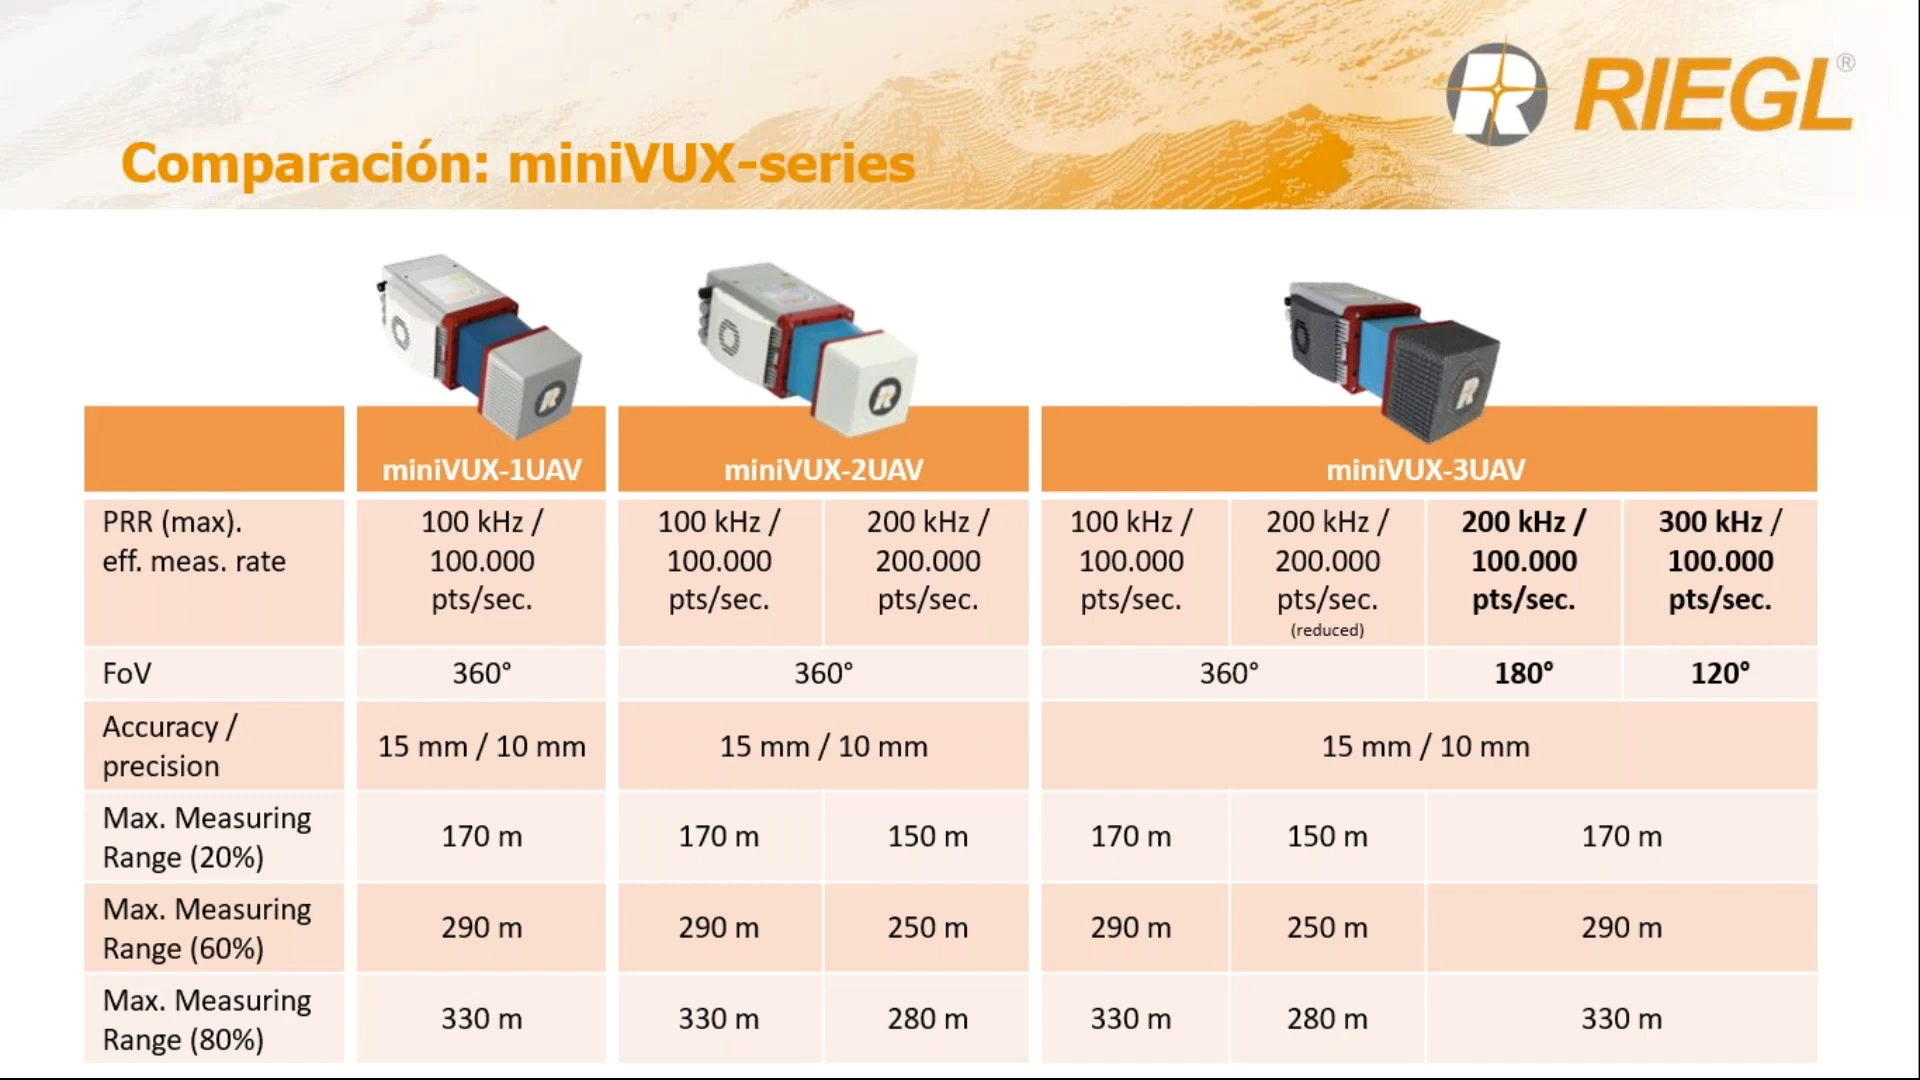 RIEGL®
Comparación: miniVUX-series
miniVUX-1UAV miniVUX-2UAV miniVUX-3UAV
PRR (max).
eff. meas. rate
100 kHz /
100.000
pts/sec.
100 kHz /
100.000
pts/sec.
200 kHz /
200.000
pts/sec.
100 kHz /
100.000
pts/sec.
200 kHz /
200.000
pts/sec.
(reduced)
200 kHz /
100.000
pts/sec.
300 kHz /
100.000
pts/sec.
FoV 360° 360° 360° 180° 120°
Accuracy /
precision
15 mm / 10 mm 15 mm / 10 mm 15 mm / 10 mm
Max. Measuring
Range (20%)
170 m 170 m 150 m 170 m 150 m 170 m
Max. Measuring
Range (60%)
290 m 290 m 250 m 290 m 250 m 290 m
Max. Measuring
Range (80%)
330 m 330 m 280 m 330 m 280 m 330 m